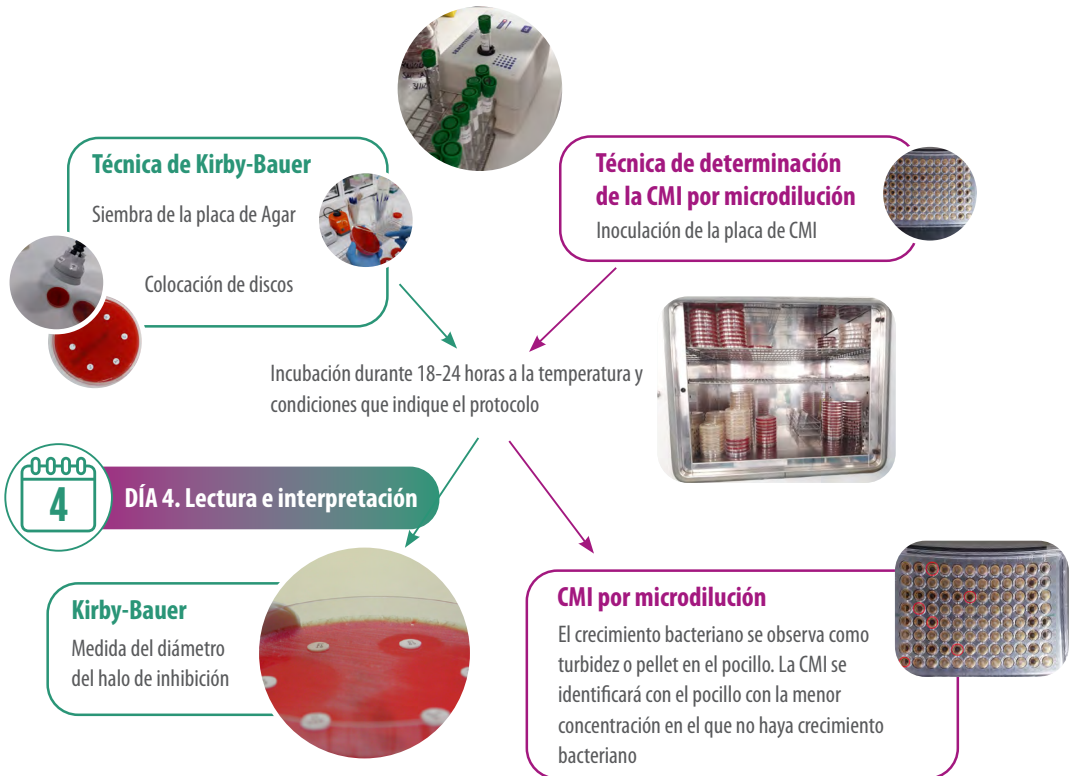 Técnica de Kirby-Bauer
Siembra de la placa de Agar
Colocación de discos
Técnica de determinación
de la CMI por microdilución
Inoculación de la placa de CMI
Incubación durante 18-24 horas a la temperatura y
condiciones que indique el protocolo
4
DÍA 4. Lectura e interpretación
Kirby-Bauer
Medida del diámetro
del halo de inhibición
CMI por microdilución
El crecimiento bacteriano se observa como
turbidez o pellet en el pocillo. La CMI se
identificará con el pocillo con la menor
concentración en el que no haya crecimiento
bacteriano